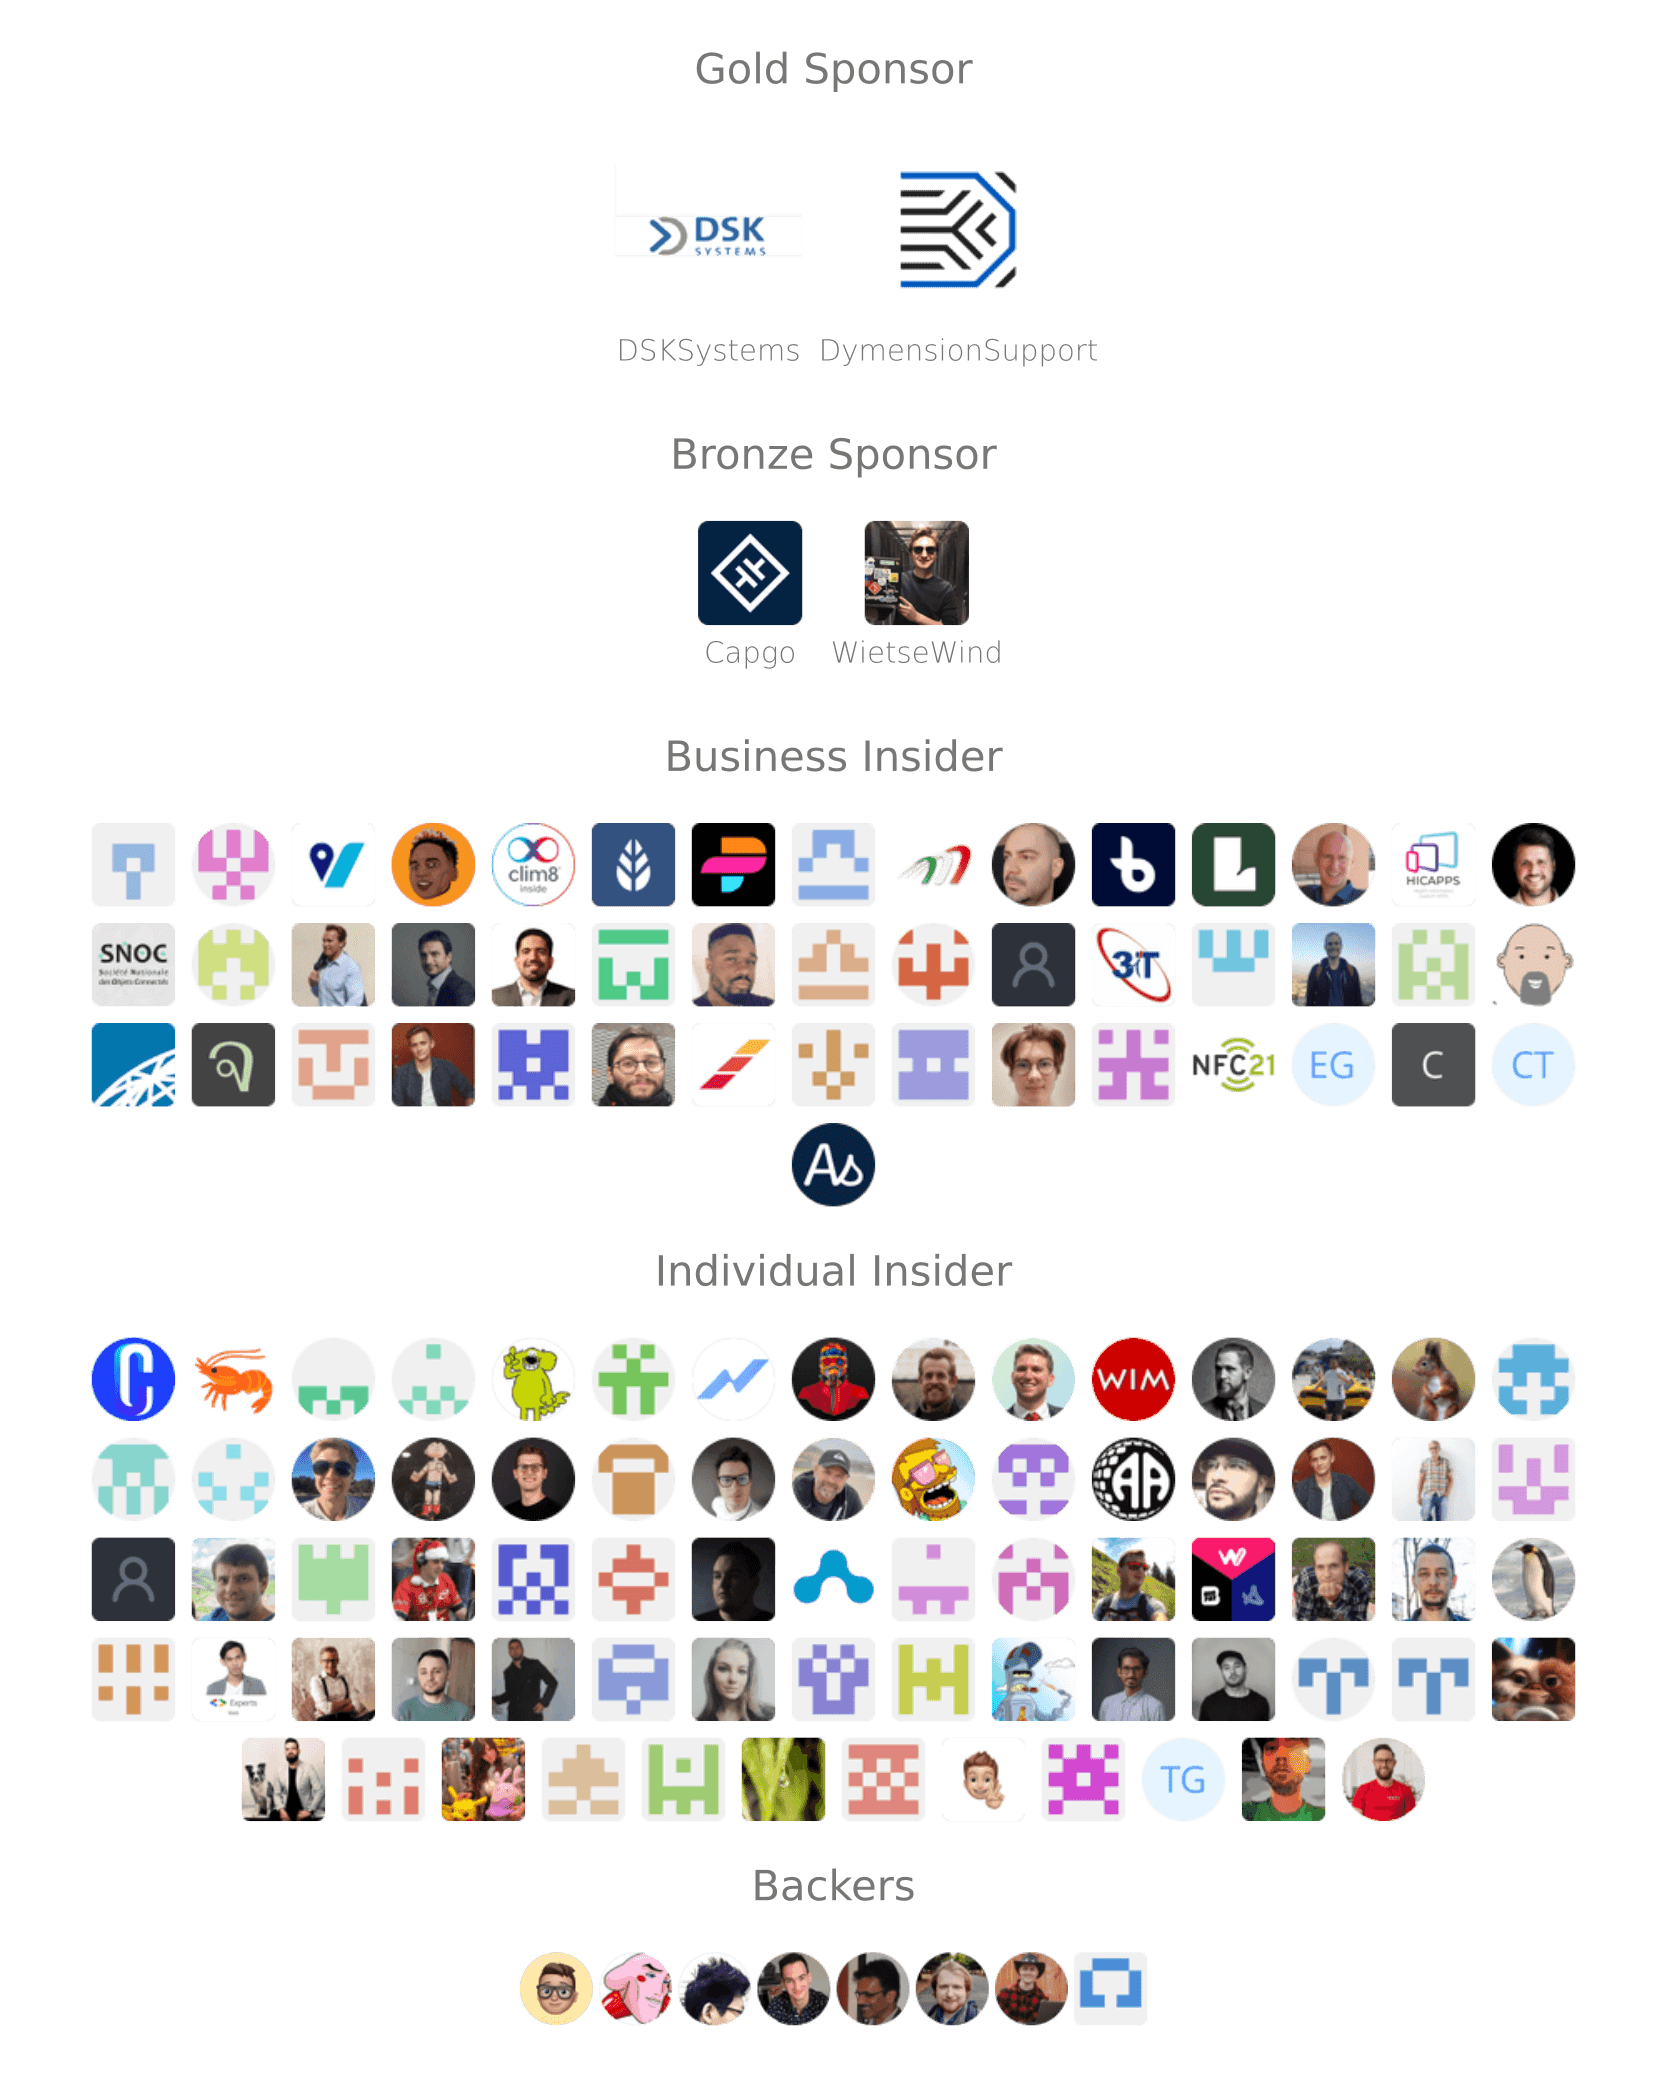 Gold Sponsor
DSK
SYSTEMS
DSKSystems DymensionSupport
Bronze Sponsor
Capgo WietseWind
Business Insider
clim8
inside
HICAPPS
SNOC
Société Nationale
des Objets Connectés
3iT
NFC21
EG
C
CT
As
Individual Insider
C
WIM
AA
Experts
TG
Backers